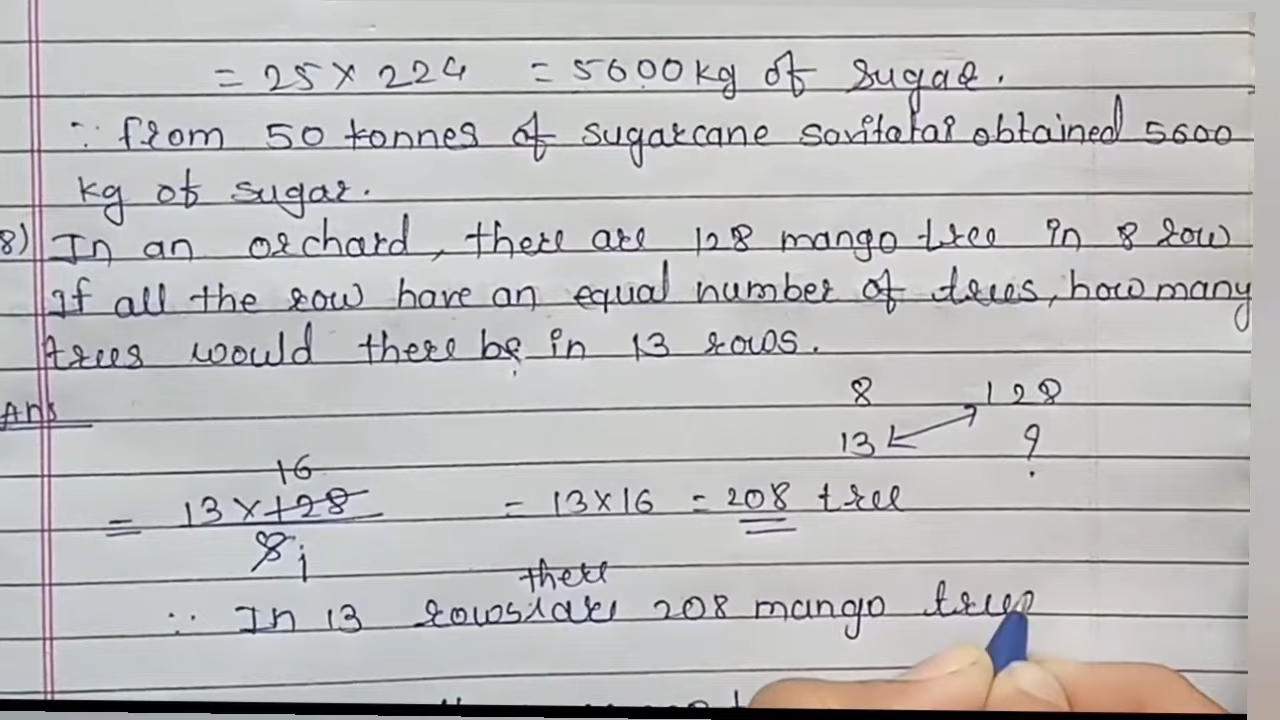 = 25 × 224 = 5600 kg of sugar.
∵ from 50 tonnes of sugarcane savitatai obtained 5600
kg of sugar.
8) In an orchard, there are 128 mango tree in 8 row
If all the row have an equal number of trees, how many
trees would there be in 13 rows.
Ans
8 128
13 ?
16
= 13 × 128 = 13 × 16 = 208 tree
8 1
there
∴ In 13 rows are 208 mango trees